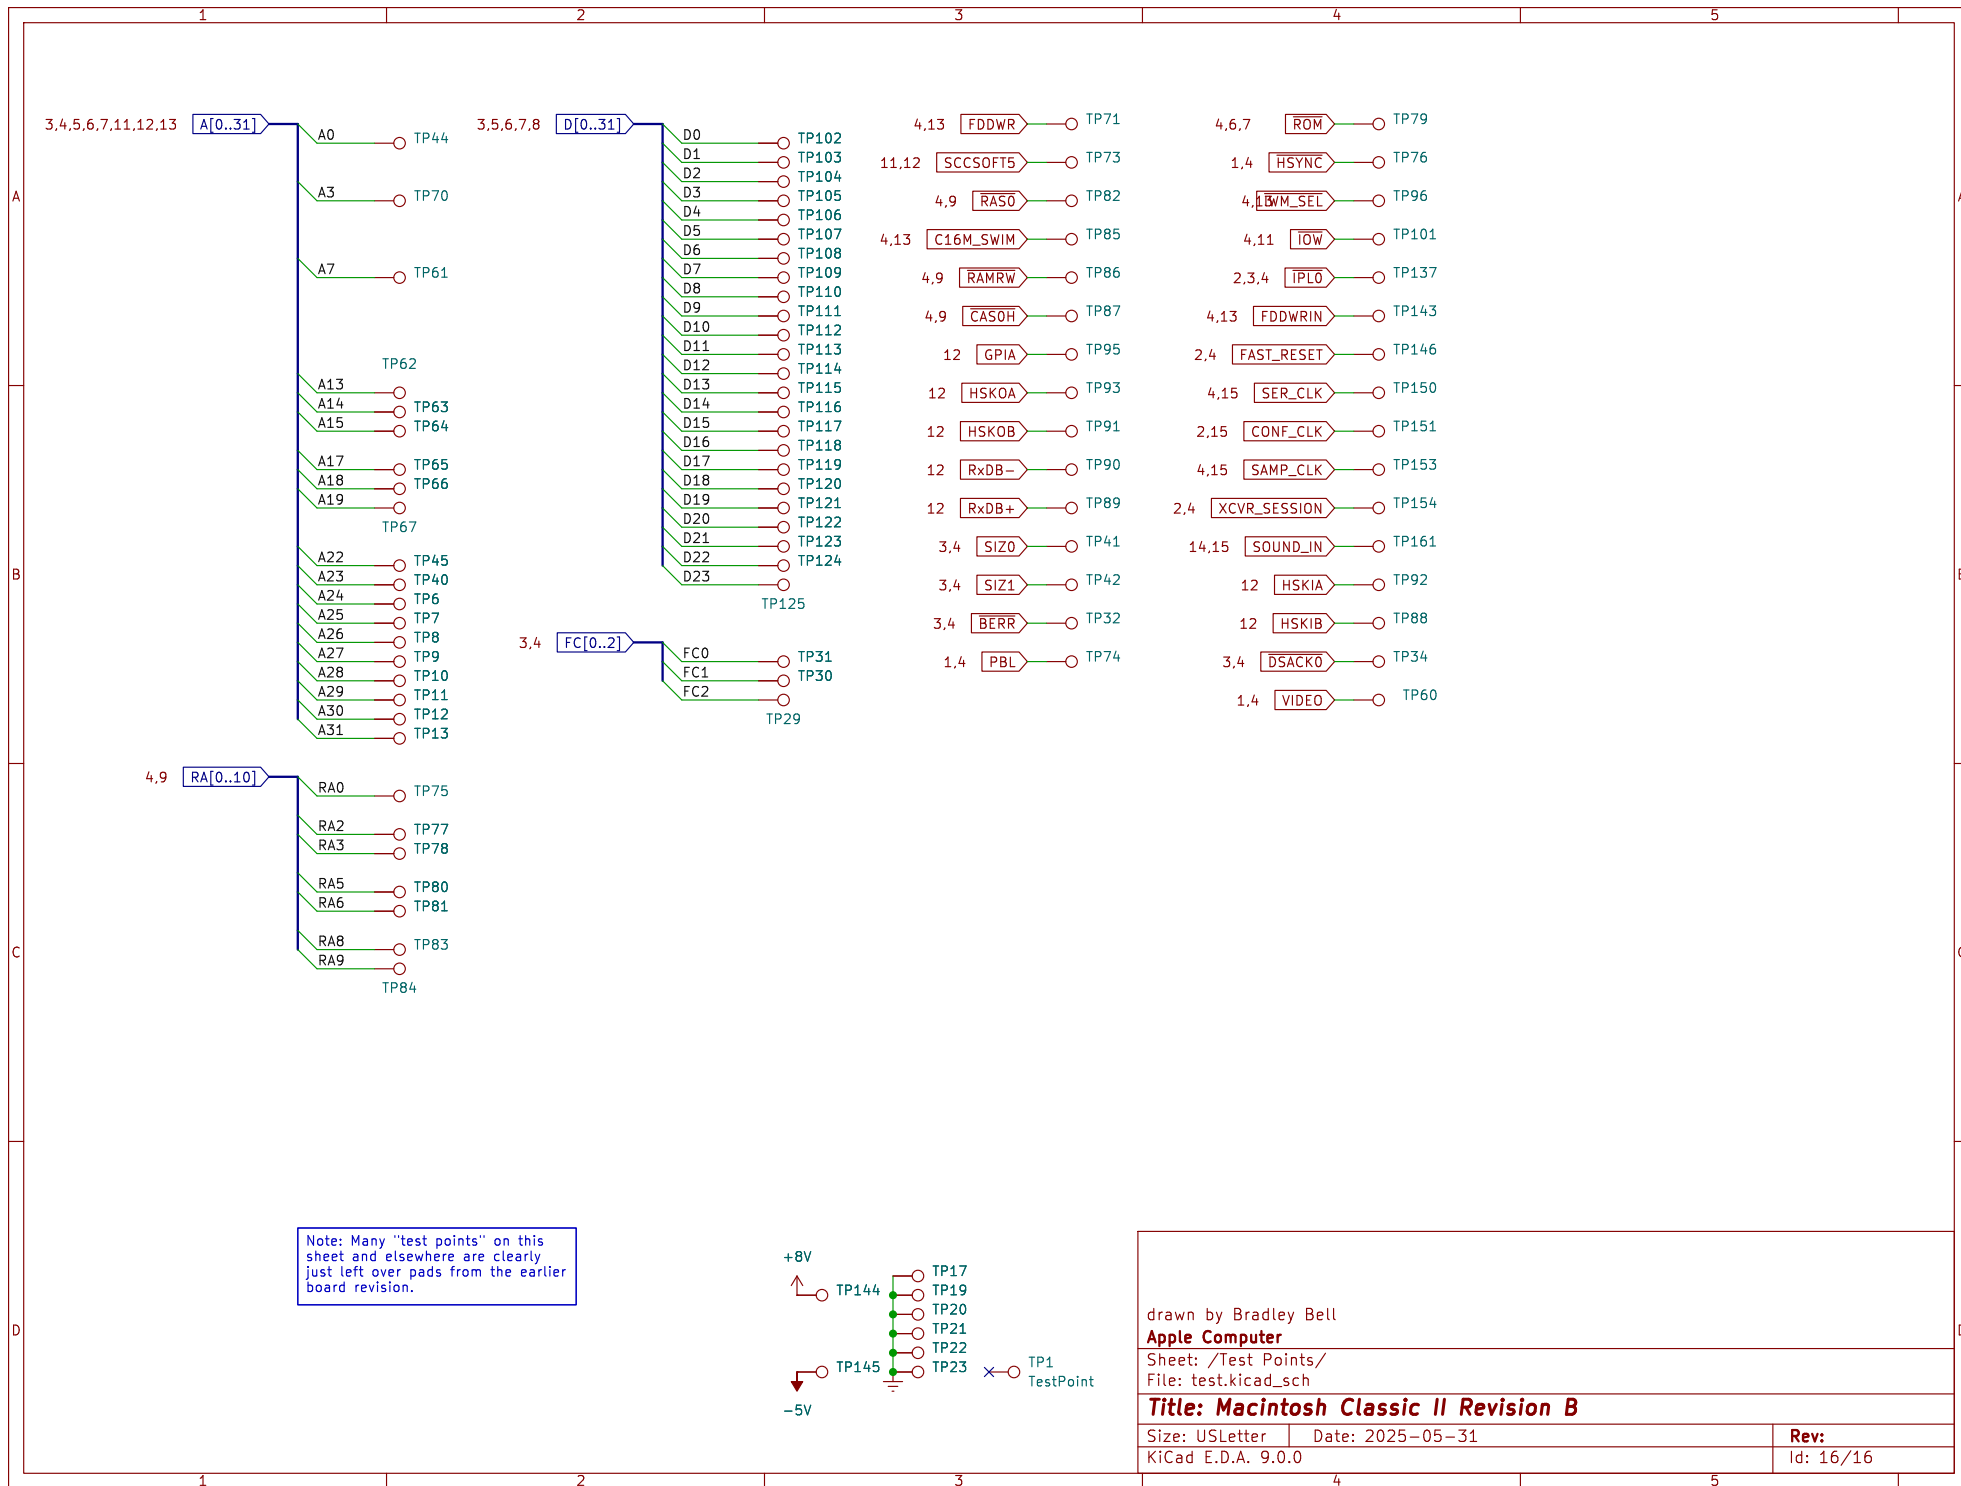 1 2 3 4 5
A
B
C
D
3,4,5,6,7,11,12,13 A[0..31]
A0 TP44
A3 TP70
A7 TP61
TP62
A13
A14 TP63
A15 TP64
A17 TP65
A18 TP66
A19
TP67
A22 TP45
A23 TP40
A24 TP6
A25 TP7
A26 TP8
A27 TP9
A28 TP10
A29 TP11
A30 TP12
A31 TP13
4,9 RA[0..10]
RA0 TP75
RA2 TP77
RA3 TP78
RA5 TP80
RA6 TP81
RA8 TP83
RA9
TP84
3,5,6,7,8 D[0..31]
D0 TP102
D1 TP103
D2 TP104
D3 TP105
D4 TP106
D5 TP107
D6 TP108
D7 TP109
D8 TP110
D9 TP111
D10 TP112
D11 TP113
D12 TP114
D13 TP115
D14 TP116
D15 TP117
D16 TP118
D17 TP119
D18 TP120
D19 TP121
D20 TP122
D21 TP123
D22 TP124
D23
TP125
3,4 FC[0..2]
FC0 TP31
FC1 TP30
FC2
TP29
4,13 FDDWR TP71
11,12 SCCSOFT5 TP73
4,9 RAS0 TP82
4,13 C16M_SWIM TP85
4,9 RAMRW TP86
4,9 CAS0H TP87
12 GPIA TP95
12 HSKOA TP93
12 HSKOB TP91
12 RxDB- TP90
12 RxDB+ TP89
3,4 SIZ0 TP41
3,4 SIZ1 TP42
3,4 BERR TP32
1,4 PBL TP74
4,6,7 ROM TP79
1,4 HSYNC TP76
4,13 IWM_SEL TP96
4,11 IOW TP101
2,3,4 IPL0 TP137
4,13 FDDWRIN TP143
2,4 FAST_RESET TP146
4,15 SER_CLK TP150
2,15 CONF_CLK TP151
4,15 SAMP_CLK TP153
2,4 XCVR_SESSION TP154
14,15 SOUND_IN TP161
12 HSKIA TP92
12 HSKIB TP88
3,4 DSACK0 TP34
1,4 VIDEO TP60
Note: Many "test points" on this
sheet and elsewhere are clearly
just left over pads from the earlier
board revision.
+8V
TP144
TP145
-5V
TP17
TP19
TP20
TP21
TP22
TP23
TP1
TestPoint
drawn by Bradley Bell
Apple Computer
Sheet: /Test Points/
File: test.kicad_sch
Title: Macintosh Classic II Revision B
Size: USLetter Date: 2025-05-31 Rev:
KiCad E.D.A. 9.0.0 Id: 16/16
1 2 3 4 5